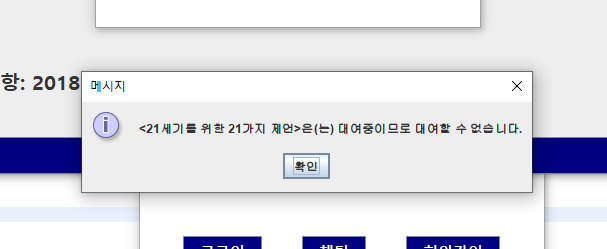 항: 2018
메시지
<21세기를 위한 21가지 제언>은(는) 대여중이므로 대여할 수 없습니다.
확인